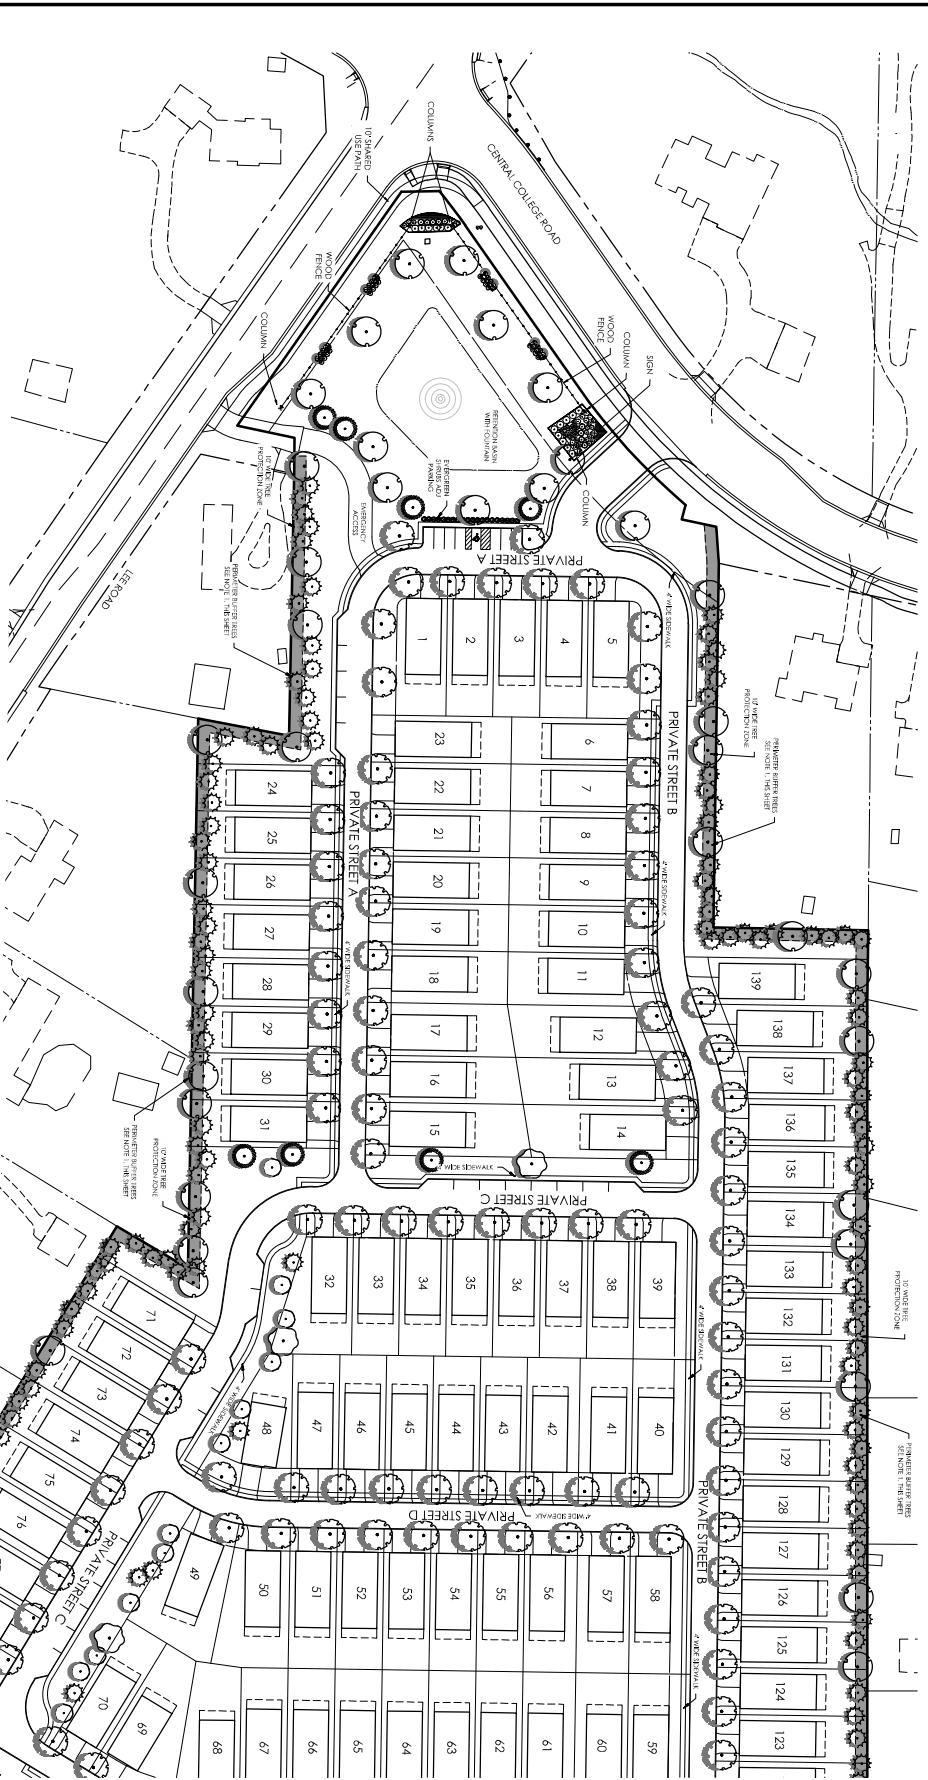 COLUMNS
10' SHARED
USE PATH
CENTRAL COLLEGE ROAD
WOOD
FENCE
COLUMN
WOOD
FENCE
COLUMN
SIGN
RETENTION BASIN
WITH FOUNTAIN
EVERGREEN
SHRUBS ADJ
PARKING
COLUMN
10' WIDE TREE
PROTECTION ZONE
EMERGENCY
ACCESS
PRIVATE STREET A
LEE ROAD
PERIMETER BUFFER TREES
SEE NOTE 1, THIS SHEET
4' WIDE SIDEWALK
1
2
3
4
5
10' WIDE TREE
PROTECTION ZONE
PERIMETER BUFFER TREES
SEE NOTE 1, THIS SHEET
PRIVATE STREET B
23
6
24
22
7
PRIVATE STREET A
25
21
8
26
20
9
4' WIDE SIDEWALK
27
19
10
4' WIDE SIDEWALK
28
18
11
139
29
17
12
138
30
16
13
137
31
15
14
136
PERIMETER BUFFER TREES
SEE NOTE 1, THIS SHEET
10' WIDE TREE
PROTECTION ZONE
WIDE SIDEWALK
135
PRIVATE STREET C
134
32
33
34
35
36
37
38
39
133
10' WIDE TREE
PROTECTION ZONE
71
132
4' WIDE SIDEWALK
72
131
73
4' WIDE SIDEWALK
130
74
48
47
46
45
44
43
42
41
40
129
PERIMETER BUFFER TREES
SEE NOTE 1, THIS SHEET
75
128
76
PRIVATE STREET D
4' WIDE SIDEWALK
PRIVATE STREET B
127
PRIVATE STREET C
49
50
51
52
53
54
55
56
57
58
126
125
4' WIDE SIDEWALK
124
70
69
68
67
66
65
64
63
62
61
60
59
123